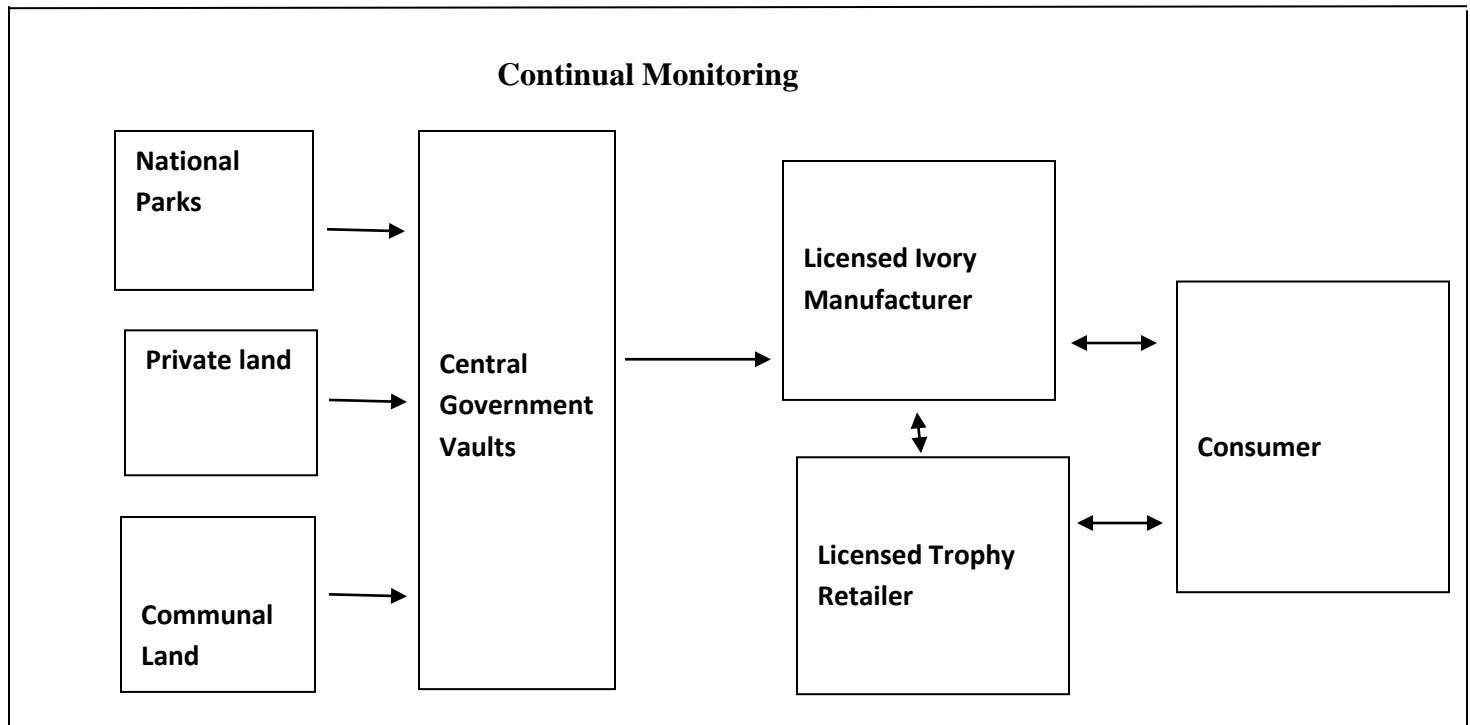 Continual Monitoring
National
Parks
Private land
Communal
Land
Central
Government
Vaults
Licensed Ivory
Manufacturer
Licensed Trophy
Retailer
Consumer